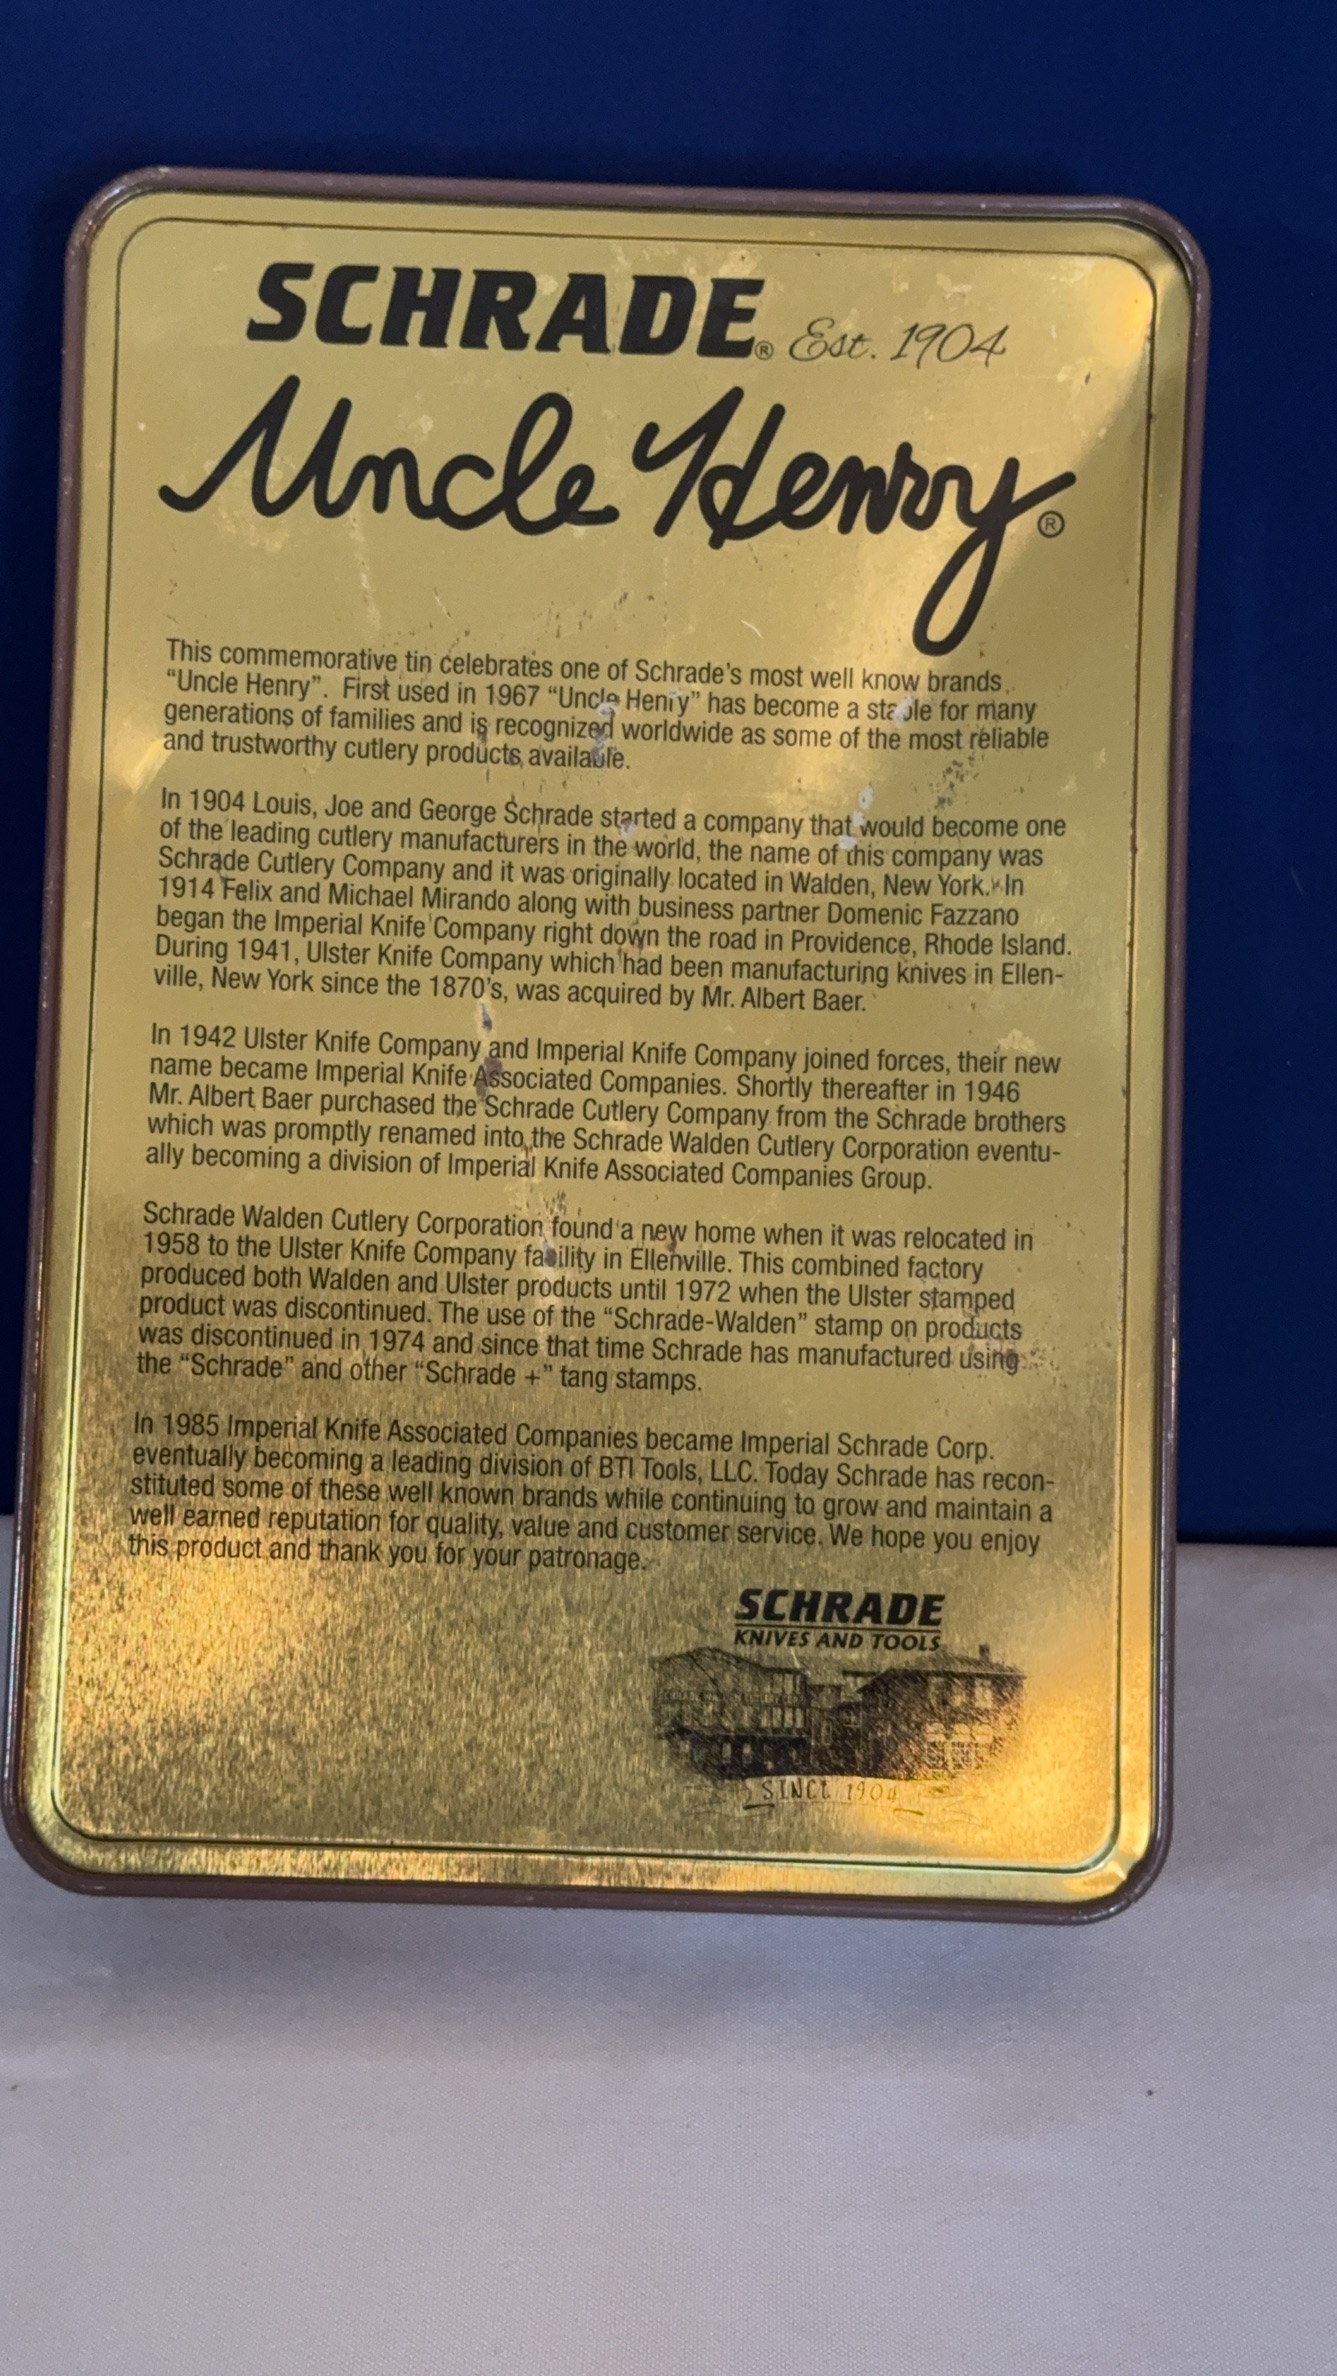 SCHRADE® Est. 1904
Uncle Henry®
This commemorative tin celebrates one of Schrade's most well know brands
“Uncle Henry”. First used in 1967 “Uncle Henry” has become a staple for many
generations of families and is recognized worldwide as some of the most reliable
and trustworthy cutlery products available.
In 1904 Louis, Joe and George Schrade started a company that would become one
of the leading cutlery manufacturers in the world, the name of this company was
Schrade Cutlery Company and it was originally located in Walden, New York. In
1914 Felix and Michael Mirando along with business partner Domenic Fazzano
began the Imperial Knife Company right down the road in Providence, Rhode Island.
During 1941, Ulster Knife Company which had been manufacturing knives in Ellen-
ville, New York since the 1870's, was acquired by Mr. Albert Baer.
In 1942 Ulster Knife Company and Imperial Knife Company joined forces, their new
name became Imperial Knife Associated Companies. Shortly thereafter in 1946
Mr. Albert Baer purchased the Schrade Cutlery Company from the Schrade brothers
which was promptly renamed into the Schrade Walden Cutlery Corporation eventu-
ally becoming a division of Imperial Knife Associated Companies Group.
Schrade Walden Cutlery Corporation found a new home when it was relocated in
1958 to the Ulster Knife Company facility in Ellenville. This combined factory
produced both Walden and Ulster products until 1972 when the Ulster stamped
product was discontinued. The use of the “Schrade-Walden” stamp on products
was discontinued in 1974 and since that time Schrade has manufactured using
the “Schrade” and other “Schrade +” tang stamps.
In 1985 Imperial Knife Associated Companies became Imperial Schrade Corp.
eventually becoming a leading division of BTI Tools, LLC. Today Schrade has recon-
stituted some of these well known brands while continuing to grow and maintain a
well earned reputation for quality, value and customer service. We hope you enjoy
this product and thank you for your patronage.
SCHRADE
KNIVES AND TOOLS
SINCE 1904